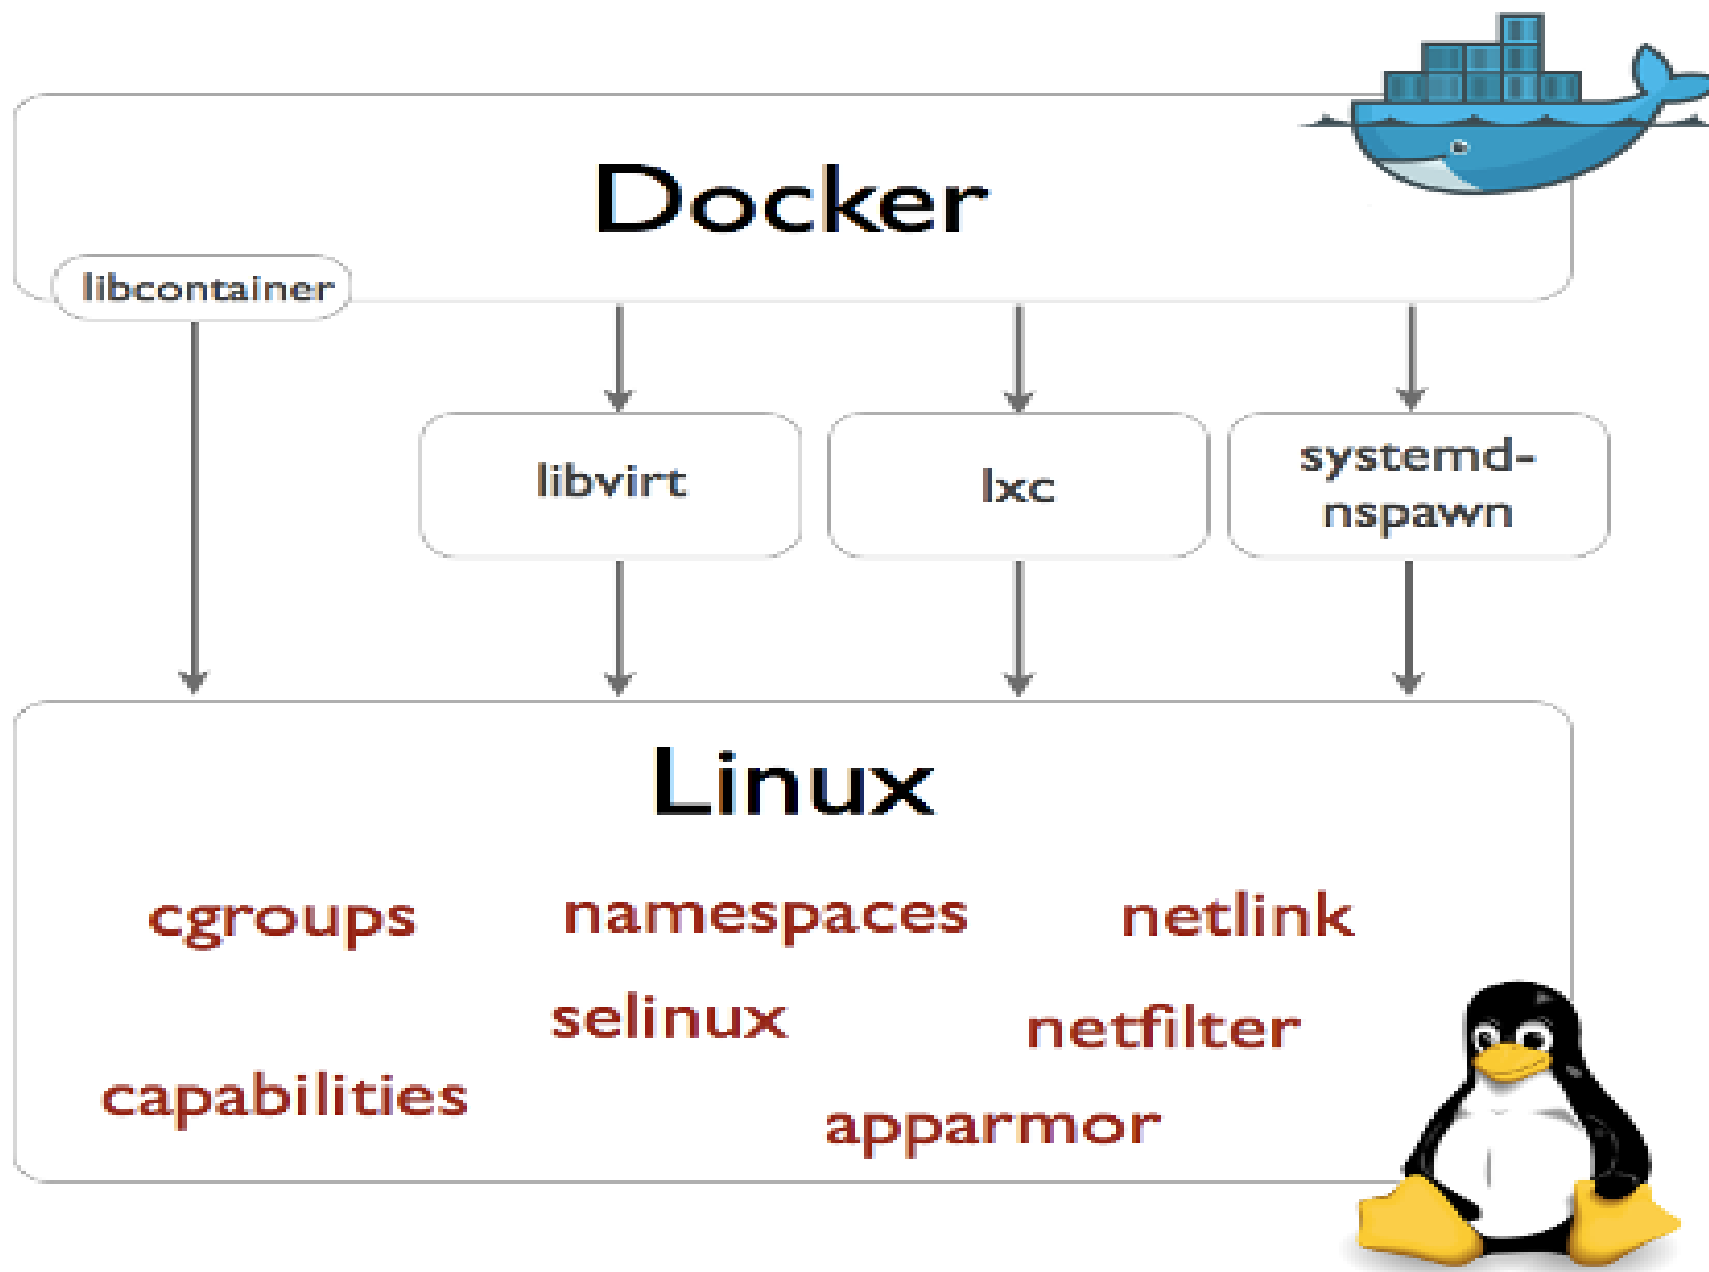 Docker
libcontainer
libvirt
lxc
systemd-
nspawn
Linux
cgroups
namespaces
netlink
selinux
netfilter
capabilities
apparmor